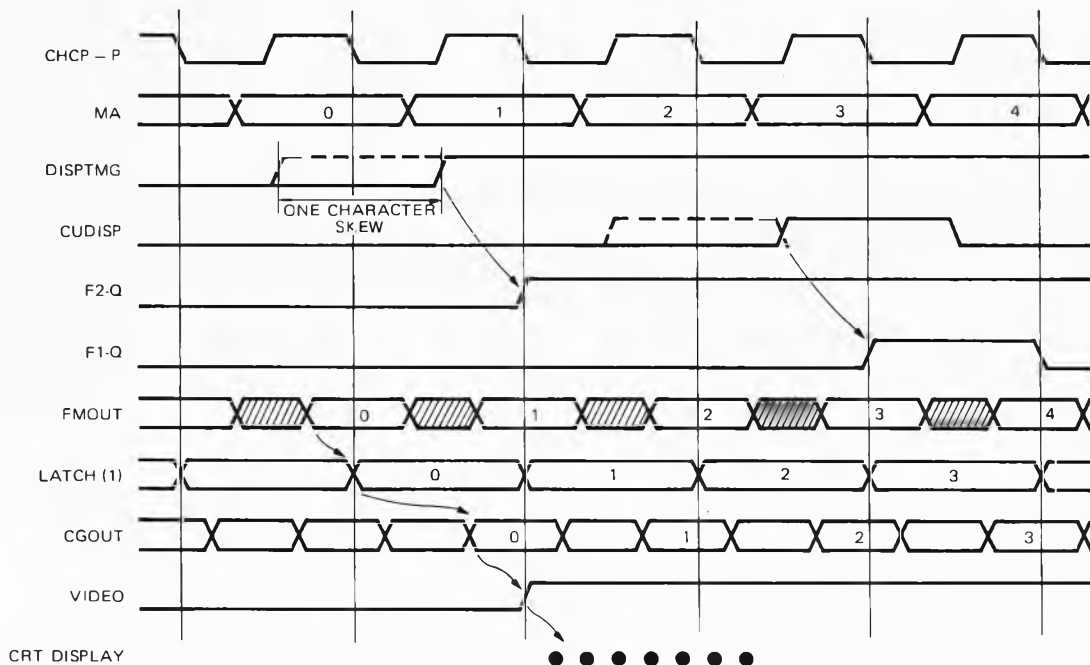 CHCP – P
MA 0 1 2 3 4
DISPTMG
ONE CHARACTER
SKEW
CUDISP
F2-Q
F1-Q
FMOUT 0 1 2 3 4
LATCH (1) 0 1 2 3
CGOUT 0 1 2 3
VIDEO
CRT DISPLAY